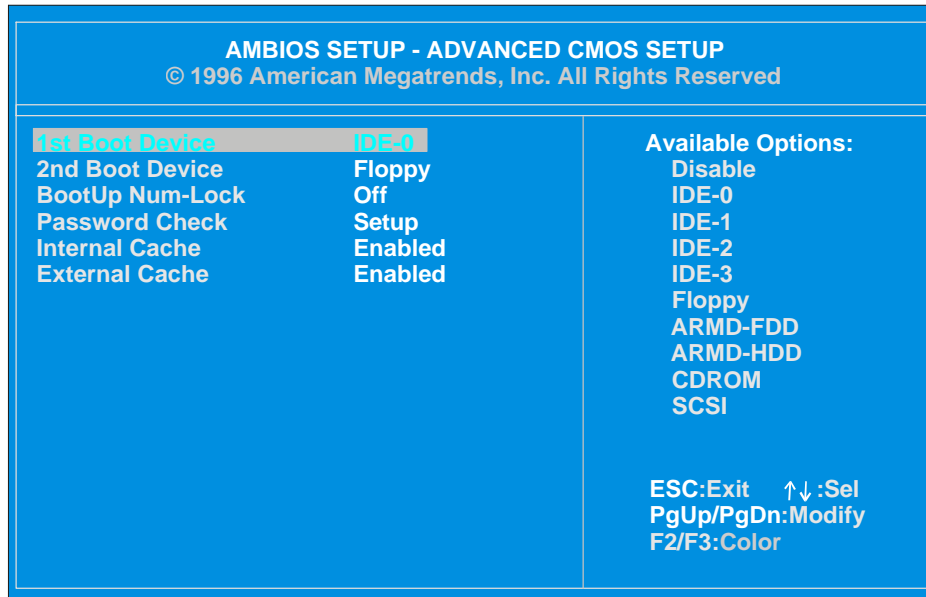 AMBIOS SETUP - ADVANCED CMOS SETUP
© 1996 American Megatrends, Inc. All Rights Reserved
1st Boot Device IDE-0
2nd Boot Device Floppy
BootUp Num-Lock Off
Password Check Setup
Internal Cache Enabled
External Cache Enabled
Available Options:
Disable
IDE-0
IDE-1
IDE-2
IDE-3
Floppy
ARMD-FDD
ARMD-HDD
CDROM
SCSI
ESC:Exit ↑↓:Sel
PgUp/PgDn:Modify
F2/F3:Color